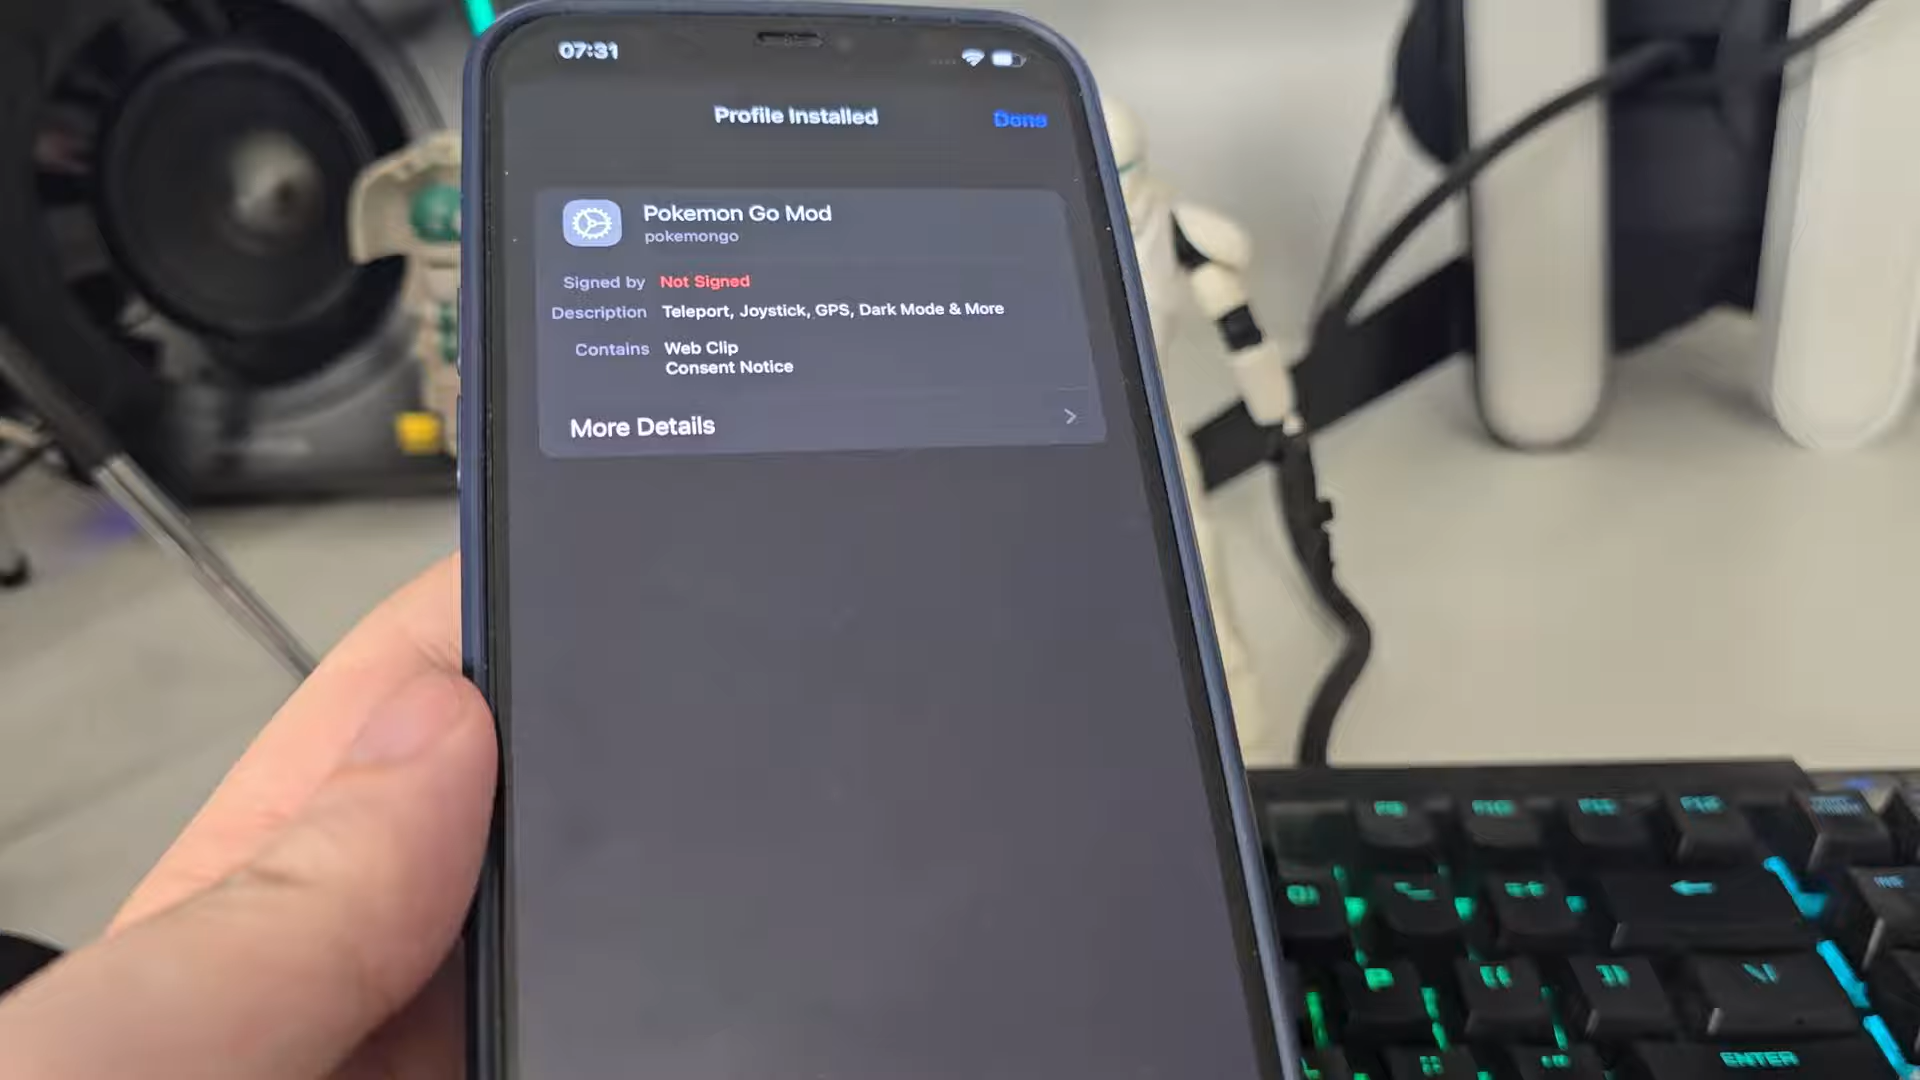 07:31
Profile Installed
Done
Pokemon Go Mod
pokemongo
Signed by Not Signed
Description Teleport, Joystick, GPS, Dark Mode & More
Contains Web Clip
Consent Notice
More Details
ENTER